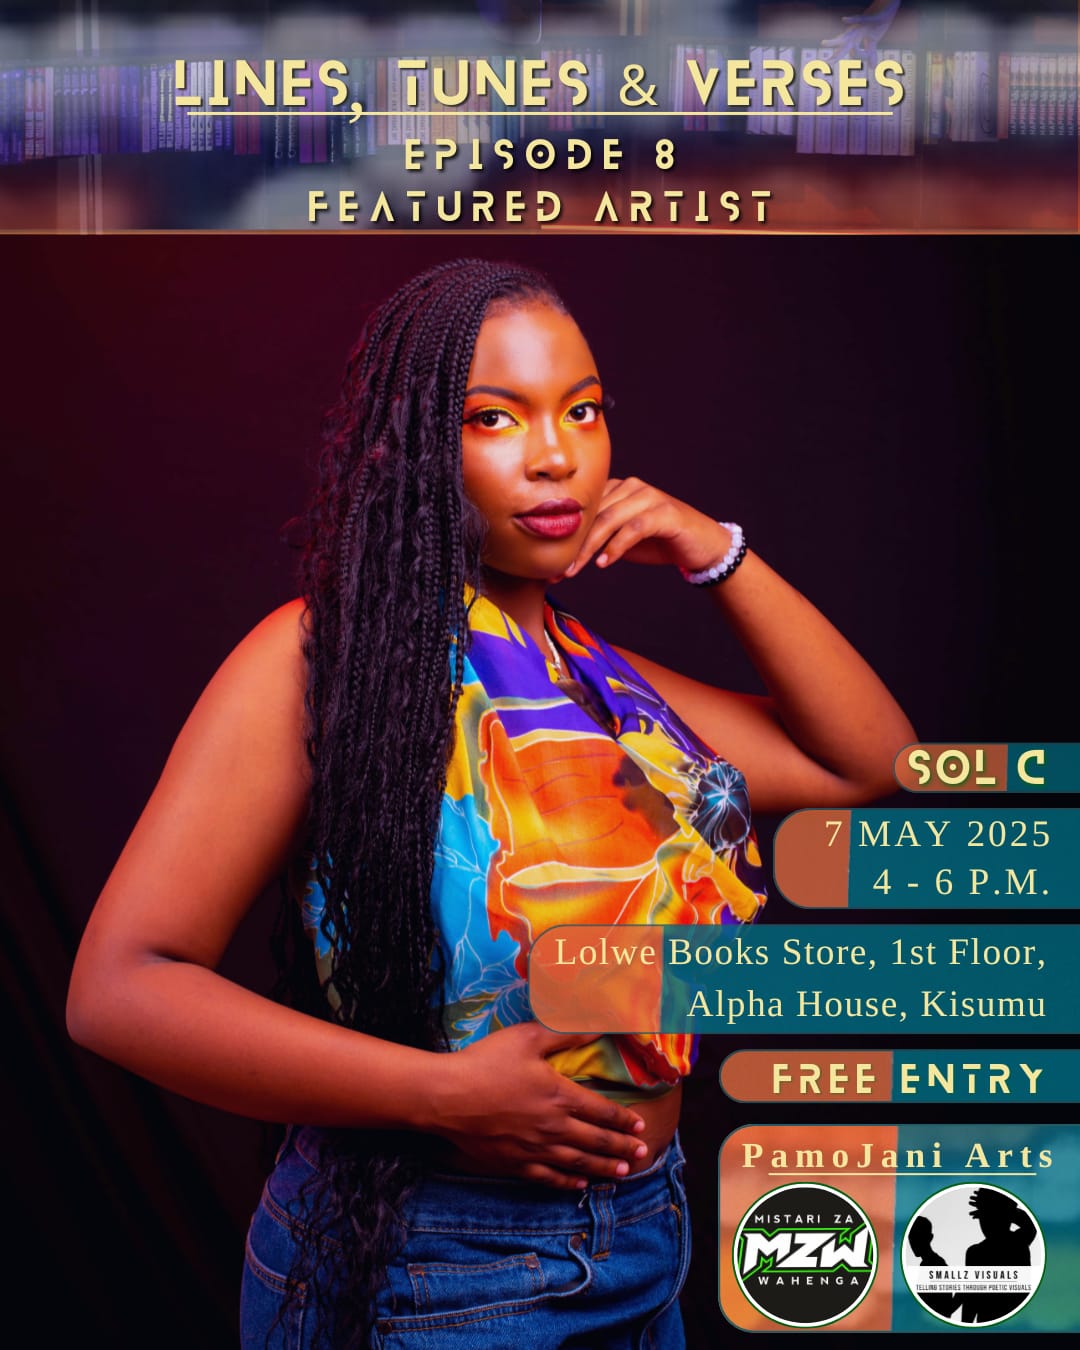 LINES, TUNES & VERSES
EPISODE 8
FEATURED ARTIST
SOL C
7 MAY 2025
4 - 6 P.M.
Lolwe Books Store, 1st Floor,
Alpha House, Kisumu
FREE ENTRY
PamoJani Arts
MISTARI ZA
MZW
WAHENGA
SMALLZ VISUALS
TELLING STORIES THROUGH POETIC VISUALS